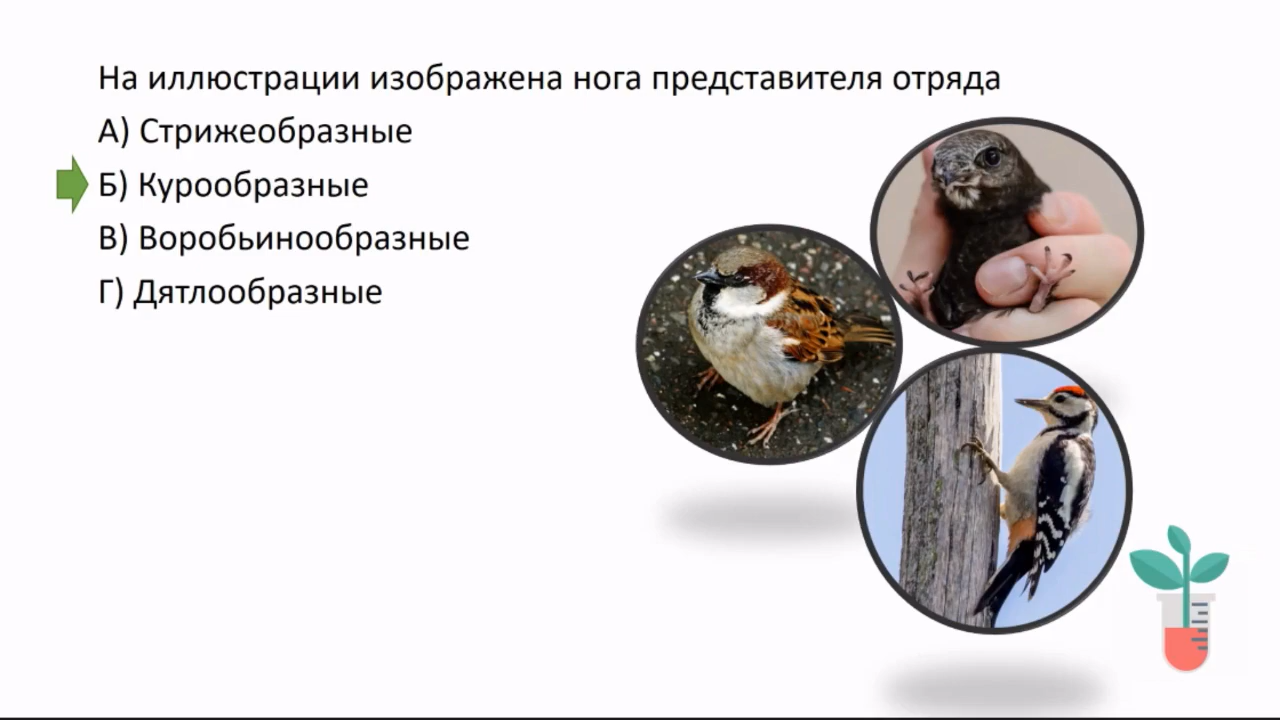 На иллюстрации изображена нога представителя отряда
А) Стрижеобразные
Б) Курообразные
В) Воробьинообразные
Г) Дятлообразные